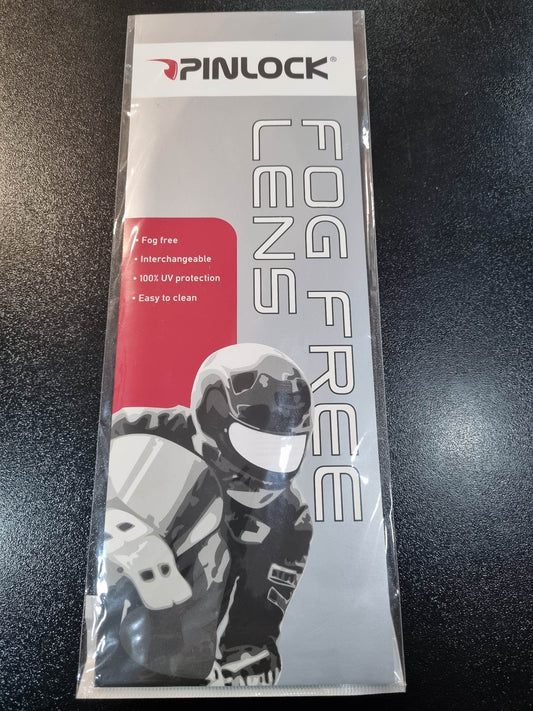 PINLOCK®
FOG FREE
LENS
• Fog free
• Interchangeable
• 100% UV protection
• Easy to clean